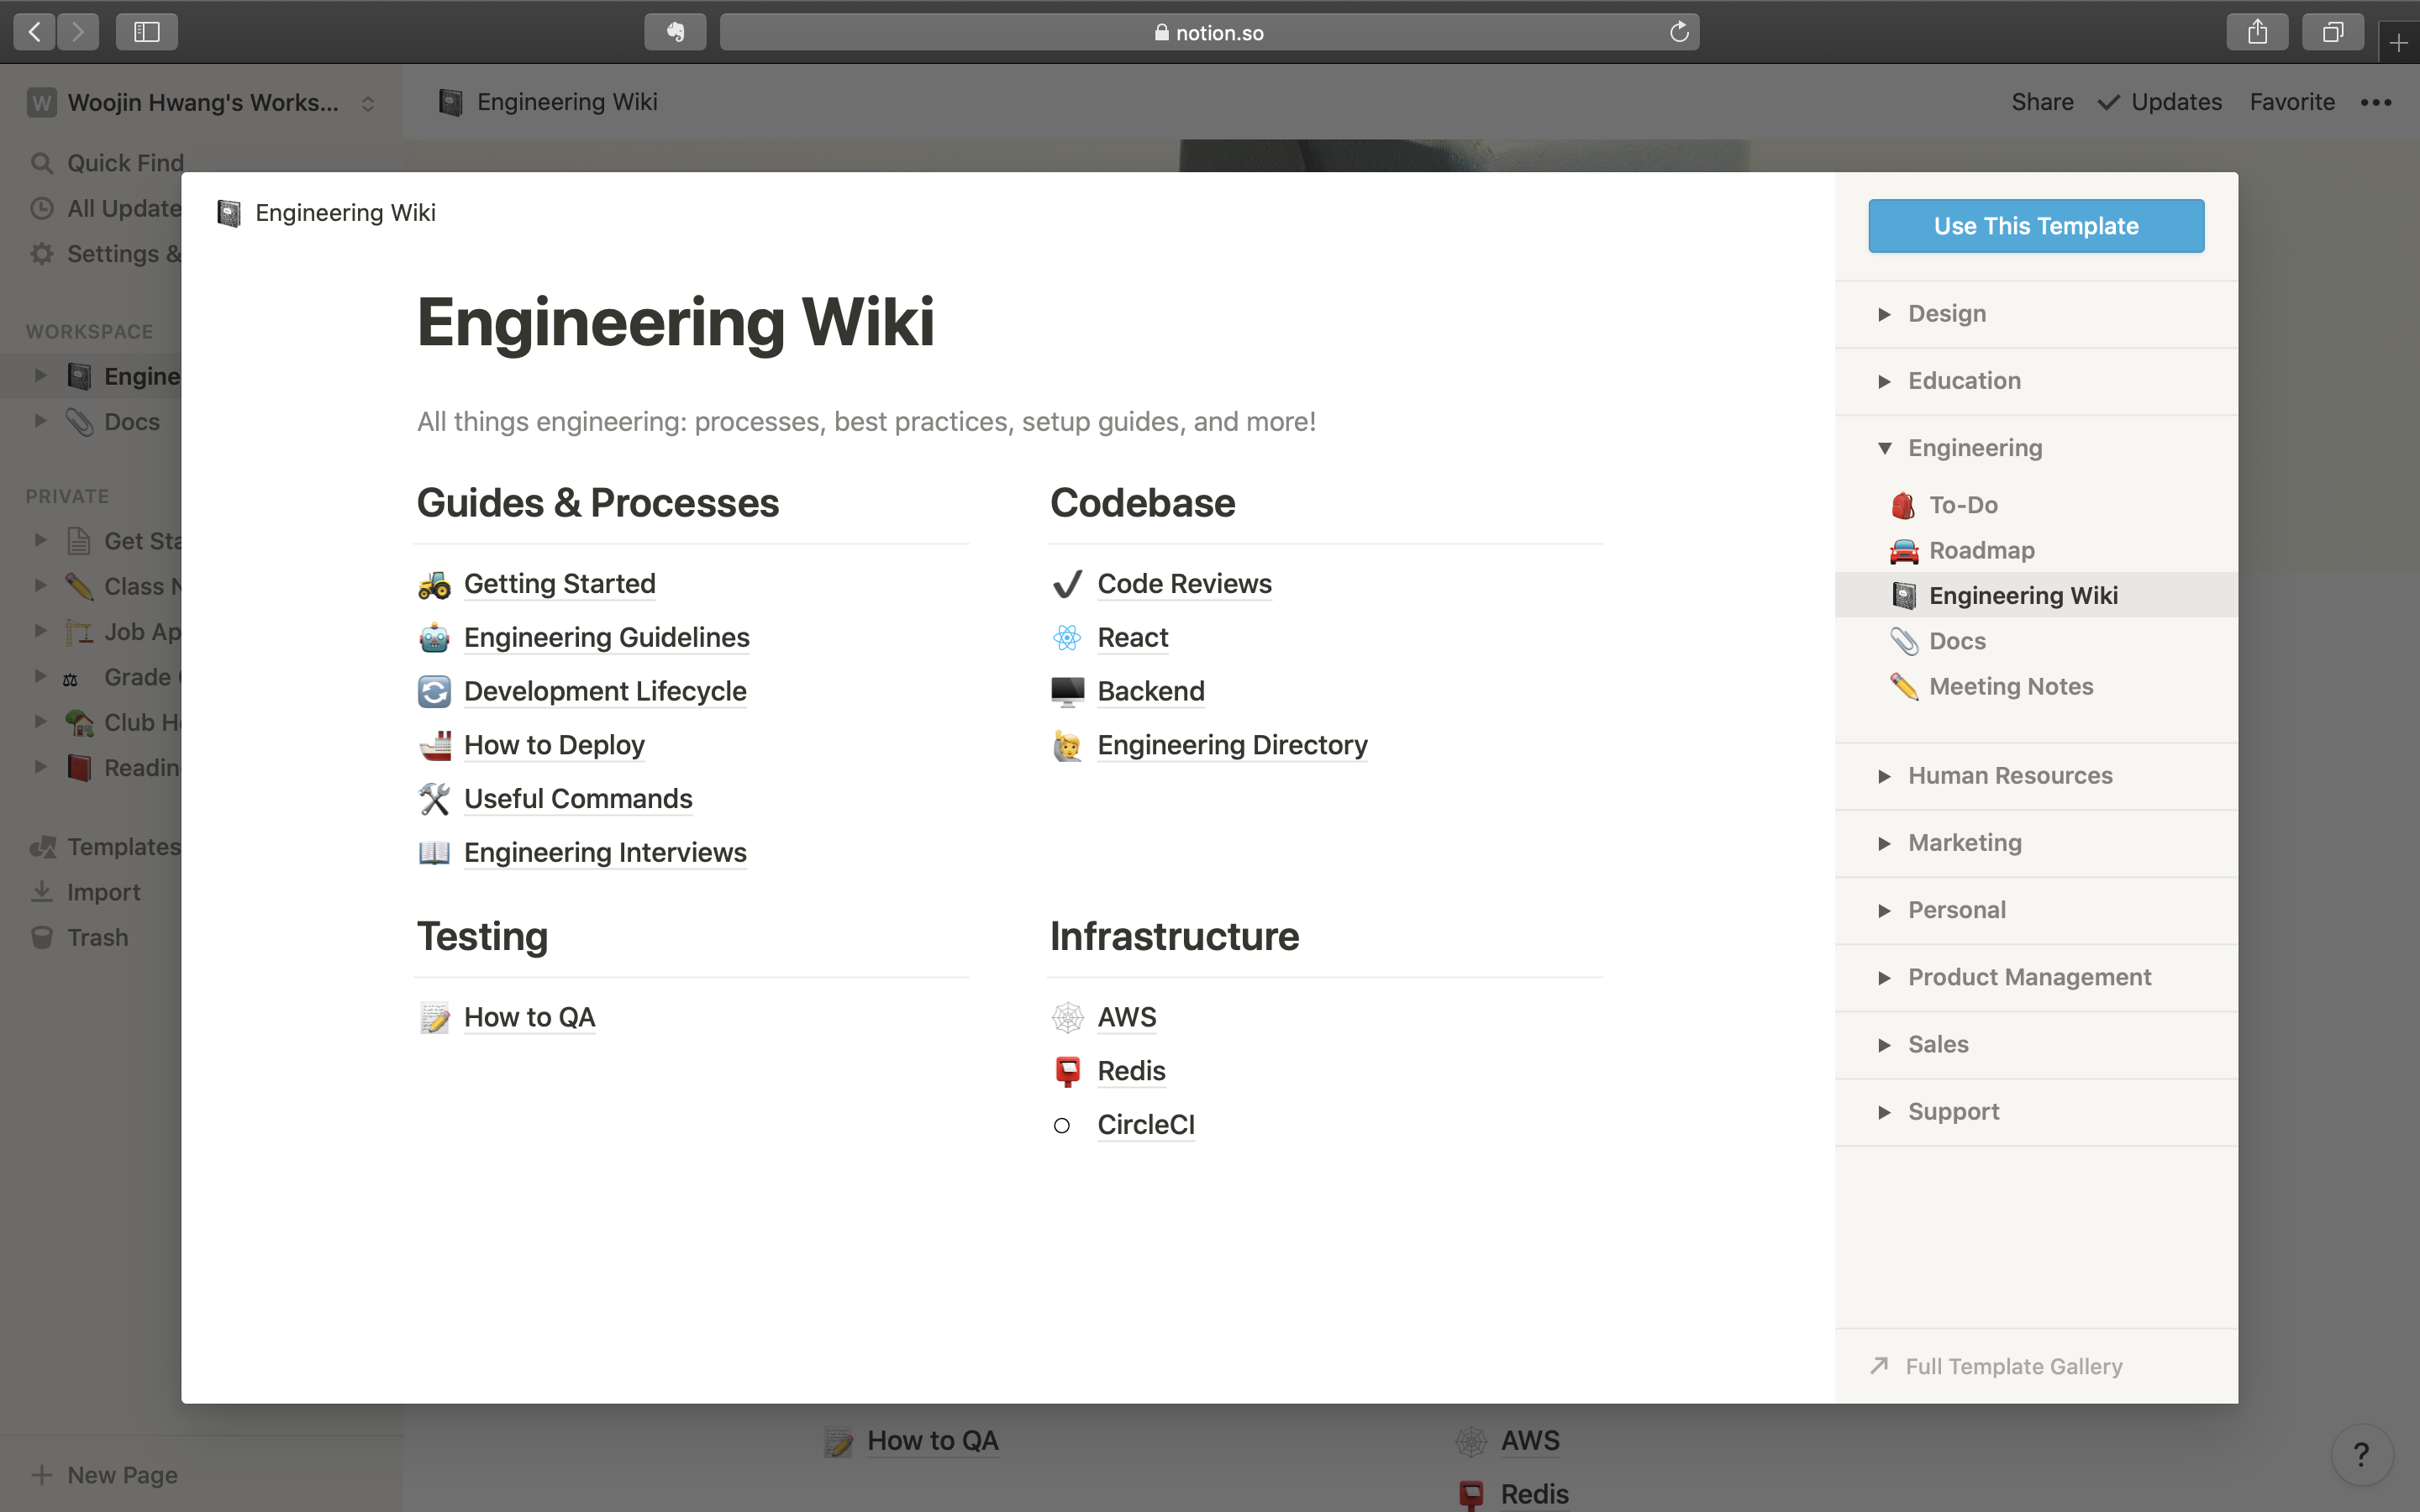 notion.so
W Woojin Hwang's Works...
Engineering Wiki
Share Updates Favorite
Quick Find
All Update
Settings &
WORKSPACE
Engine
Docs
PRIVATE
Get Sta
Class N
Job Ap
Grade
Club H
Readin
Templates
Import
Trash
New Page
Engineering Wiki
Engineering Wiki
All things engineering: processes, best practices, setup guides, and more!
Guides & Processes
Getting Started
Engineering Guidelines
Development Lifecycle
How to Deploy
Useful Commands
Engineering Interviews
Codebase
Code Reviews
React
Backend
Engineering Directory
Testing
How to QA
Infrastructure
AWS
Redis
CircleCI
Use This Template
Design
Education
Engineering
To-Do
Roadmap
Engineering Wiki
Docs
Meeting Notes
Human Resources
Marketing
Personal
Product Management
Sales
Support
Full Template Gallery
How to QA
AWS
Redis
?